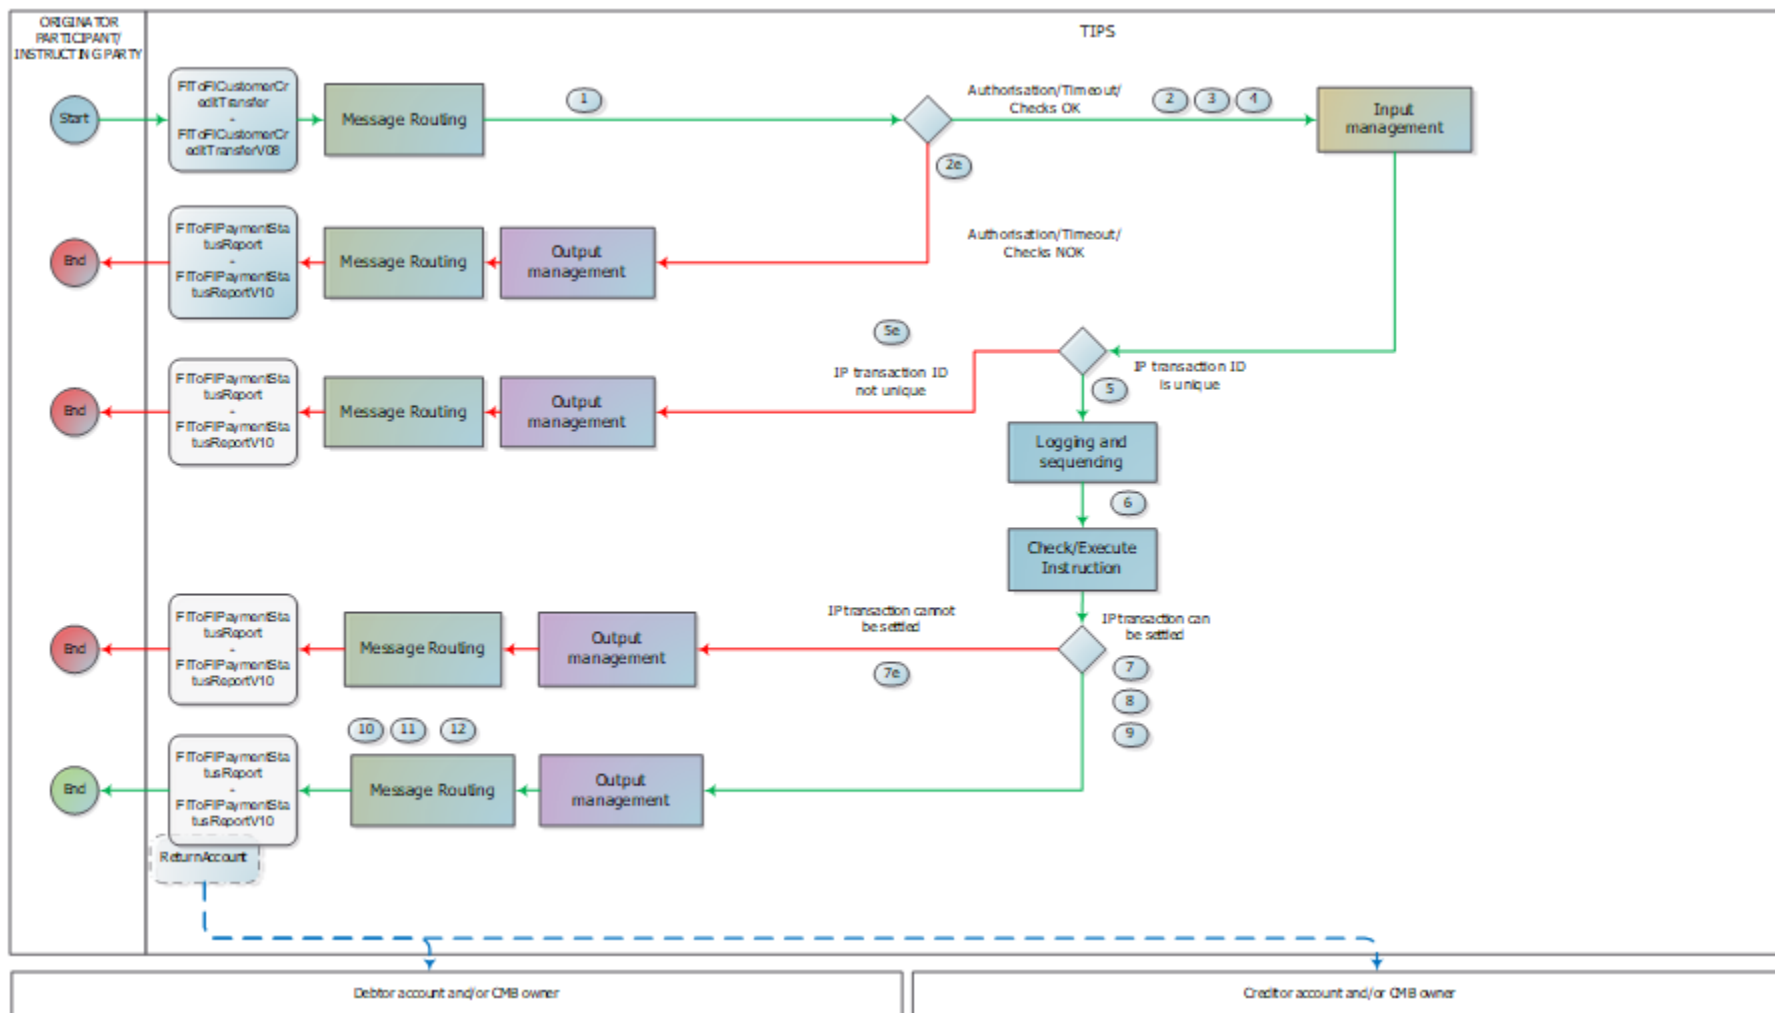 ORIGINATOR
PARTICIPANT/
INSTRUCTING PARTY
TIPS
Start
FIToFICustomerCr
editTransfer
-
FIToFICustomerCr
editTransferV08
Message Routing
1
Authorisation/Timeout/
Checks OK
2 3 4
Input
management
2e
End
FIToFIPaymentSta
tusReport
-
FIToFIPaymentSta
tusReportV10
Message Routing
Output
management
Authorisation/Timeout/
Checks NOK
5e
IP transaction ID
not unique
IP transaction ID
is unique
5
End
FIToFIPaymentSta
tusReport
-
FIToFIPaymentSta
tusReportV10
Message Routing
Output
management
Logging and
sequencing
6
Check/Execute
Instruction
End
FIToFIPaymentSta
tusReport
-
FIToFIPaymentSta
tusReportV10
Message Routing
Output
management
IP transaction cannot
be settled
7e
IP transaction can
be settled
7
8
9
10 11 12
End
FIToFIPaymentSta
tusReport
-
FIToFIPaymentSta
tusReportV10
Message Routing
Output
management
ReturnAccount
Debtor account and/or CMB owner
Creditor account and/or CMB owner